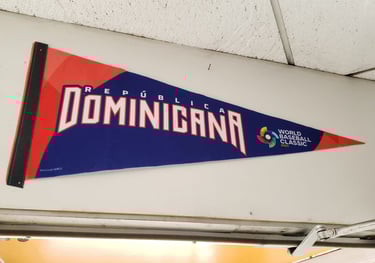 REPÚBLICA
DOMINICANA
WORLD
BASEBALL
CLASSIC